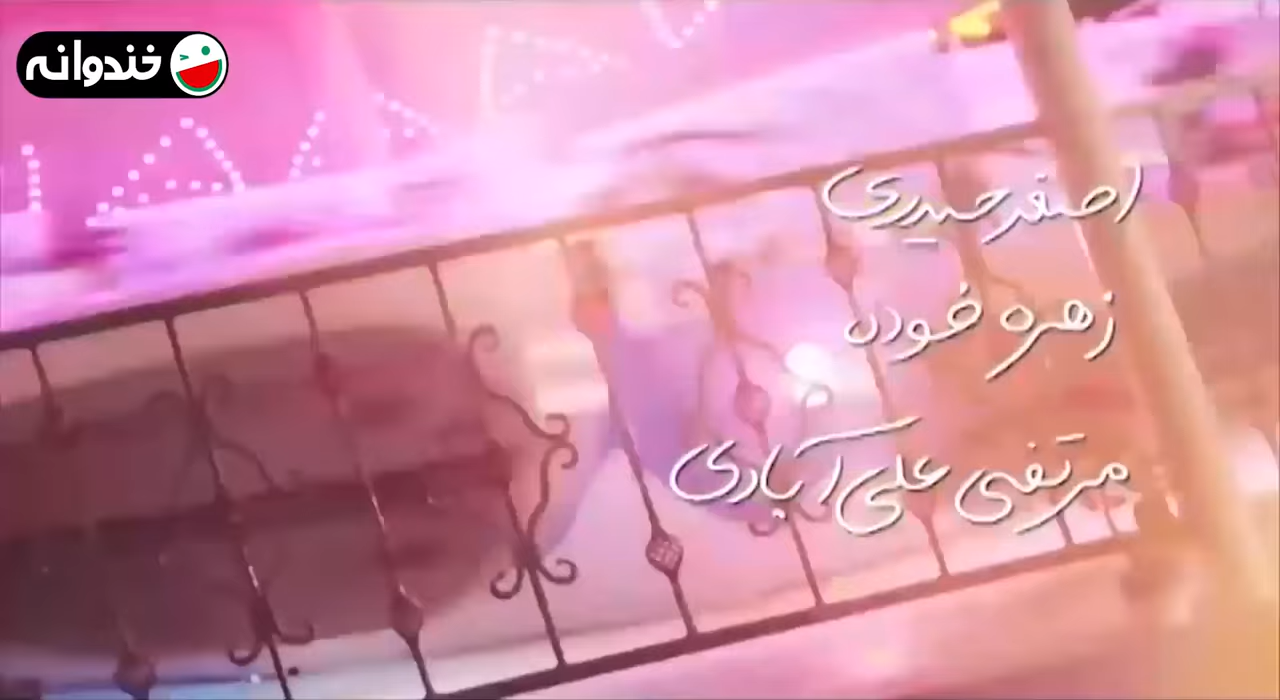 خندوانه
اصغر حیدری
زهره فودن
مرتضی علی آبادی